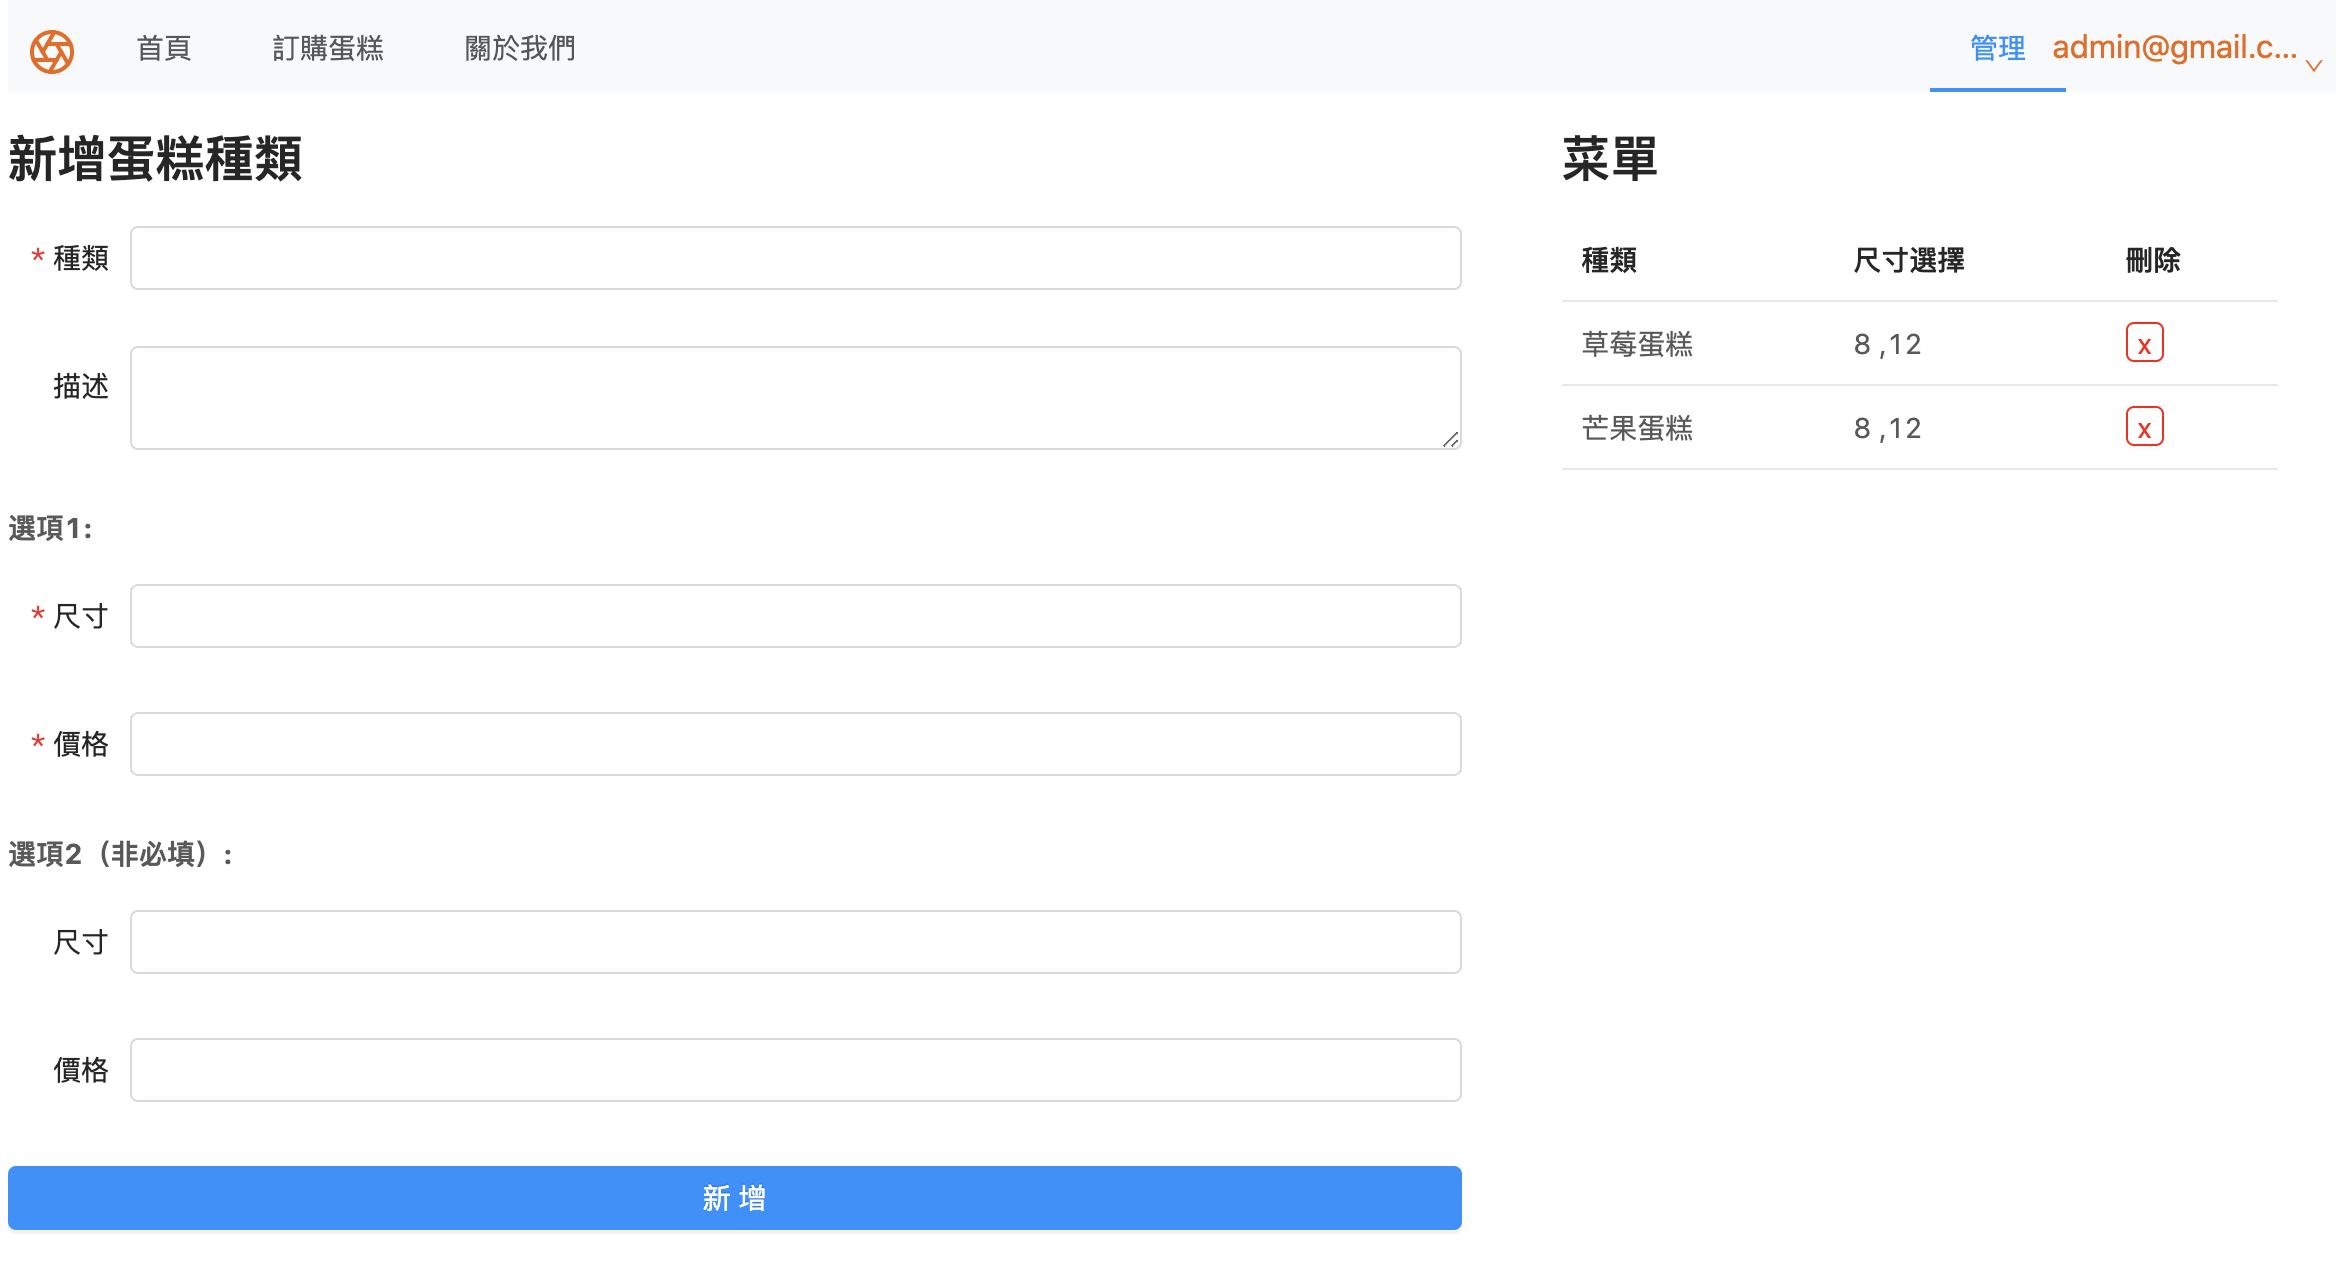 首頁 訂購蛋糕 關於我們 管理 admin@gmail.c...
新增蛋糕種類
* 種類
描述
選項1:
* 尺寸
* 價格
選項2（非必填）:
尺寸
價格
新 增
菜單
種類 尺寸選擇 刪除
草莓蛋糕 8 ,12 x
芒果蛋糕 8 ,12 x